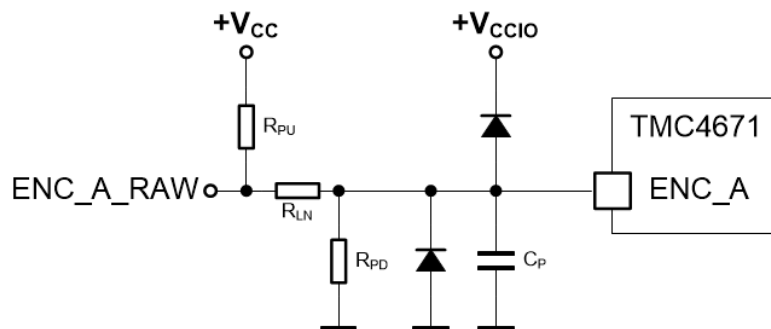 +VCC
+VCCIO
RPU
TMC4671
ENC_A_RAW
ENC_A
RLN
RPD
CP